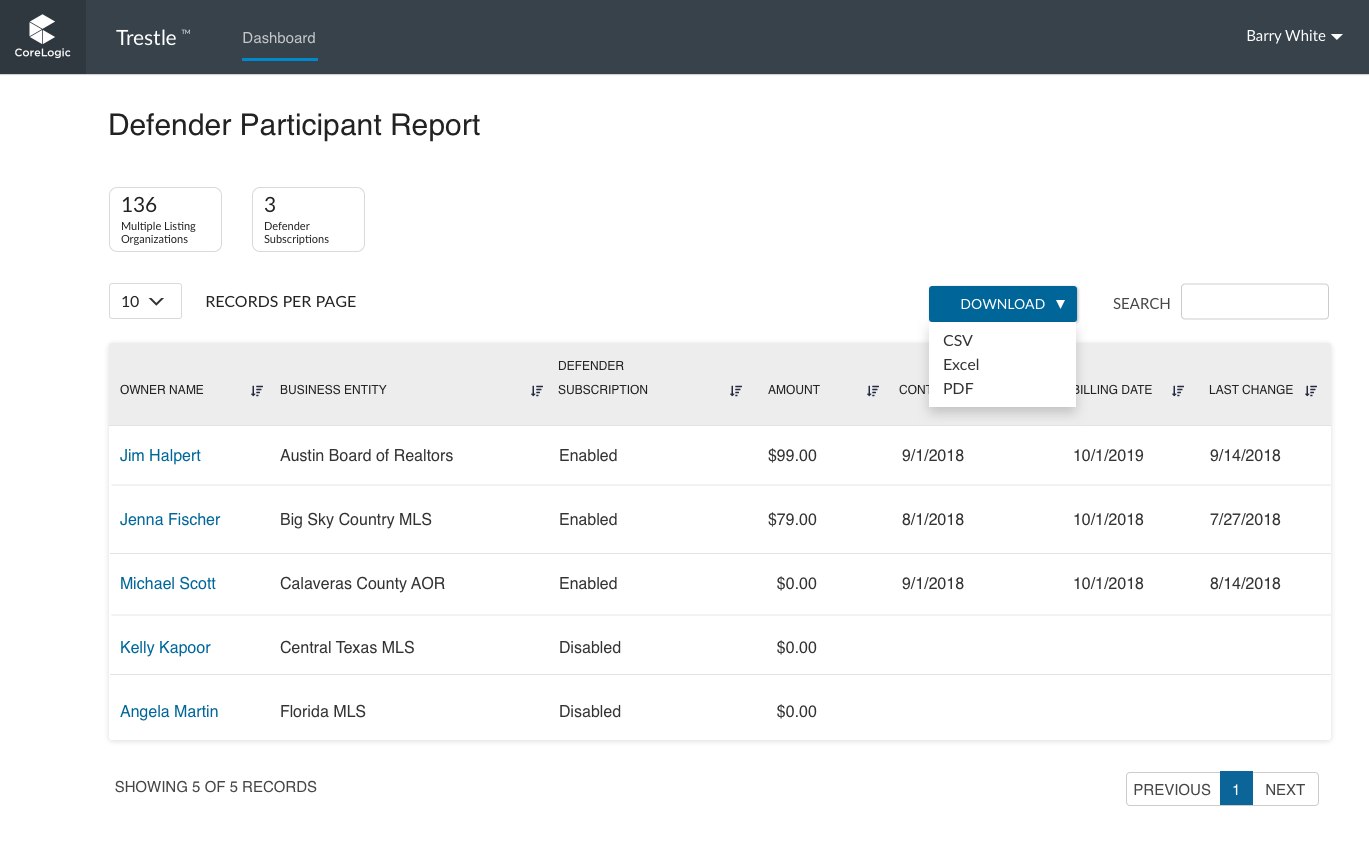 CoreLogic
Trestle ™
Dashboard
Barry White
Defender Participant Report
136
Multiple Listing
Organizations
3
Defender
Subscriptions
10
RECORDS PER PAGE
DOWNLOAD ▼
CSV
Excel
PDF
SEARCH
OWNER NAME
BUSINESS ENTITY
DEFENDER
SUBSCRIPTION
AMOUNT
CONT
BILLING DATE
LAST CHANGE
Jim Halpert Austin Board of Realtors Enabled $99.00 9/1/2018 10/1/2019 9/14/2018
Jenna Fischer Big Sky Country MLS Enabled $79.00 8/1/2018 10/1/2018 7/27/2018
Michael Scott Calaveras County AOR Enabled $0.00 9/1/2018 10/1/2018 8/14/2018
Kelly Kapoor Central Texas MLS Disabled $0.00
Angela Martin Florida MLS Disabled $0.00
SHOWING 5 OF 5 RECORDS
PREVIOUS 1 NEXT